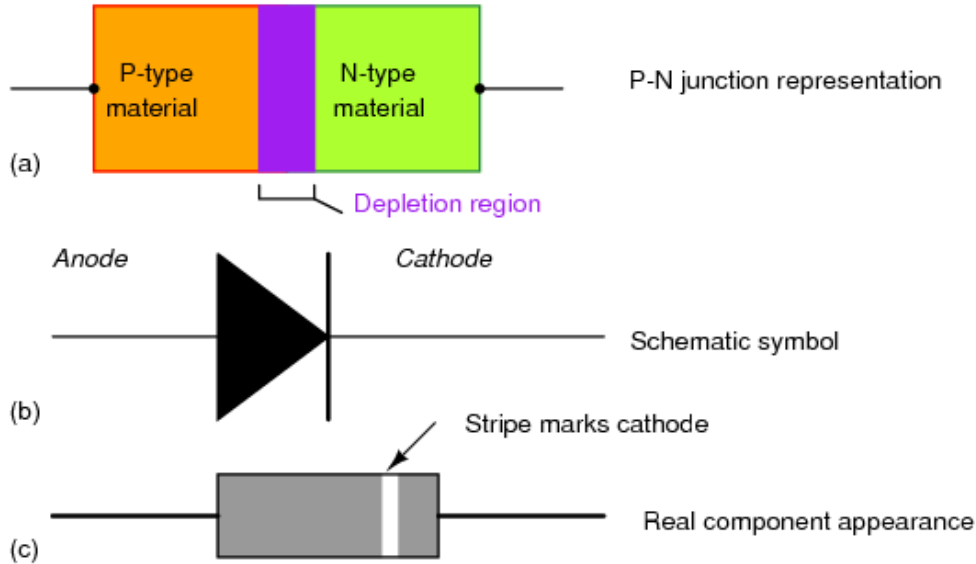 P-type
material
N-type
material
P-N junction representation
(a)
Depletion region
Anode
Cathode
Schematic symbol
(b)
Stripe marks cathode
Real component appearance
(c)